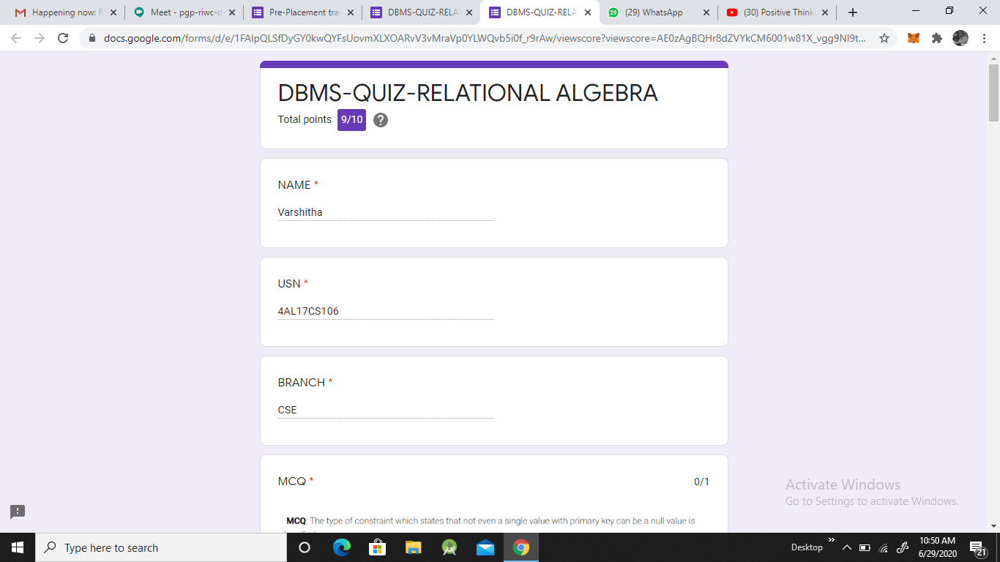 Happening now: R
Meet - pgp-riwc-d
Pre-Placement trai
DBMS-QUIZ-RELA
DBMS-QUIZ-RELA
(29) WhatsApp
(30) Positive Think
docs.google.com/forms/d/e/1FAIpQLSfDyGY0kwQYFsUovmXLXOARvV3vMraVp0YLWQvb5i0f_r9rAw/viewscore?viewscore=AE0zAgBQHr8dZVYkCM6001w81X_vgg9NI9t...
DBMS-QUIZ-RELATIONAL ALGEBRA
Total points 9/10 ?
NAME *
Varshitha
USN *
4AL17CS106
BRANCH *
CSE
MCQ * 0/1
MCQ: The type of constraint which states that not even a single value with primary key can be a null value is
Activate Windows
Go to Settings to activate Windows.
Type here to search
Desktop
10:50 AM
6/29/2020
21